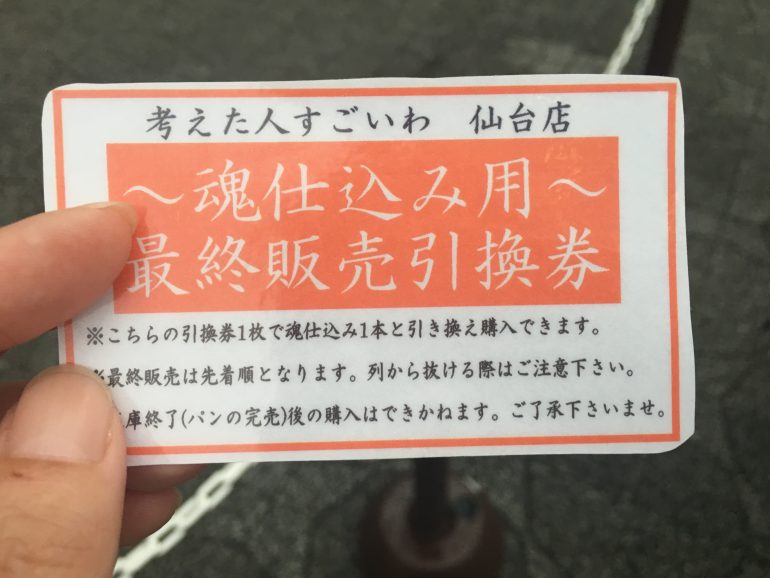 考えた人すごいわ　仙台店
～魂仕込み用～
最終販売引換券
※こちらの引換券1枚で魂仕込み1本と引き換え購入できます。
※最終販売は先着順となります。列から抜ける際はご注意下さい。
庫終了(パンの完売)後の購入はできかねます。ご了承下さいませ。